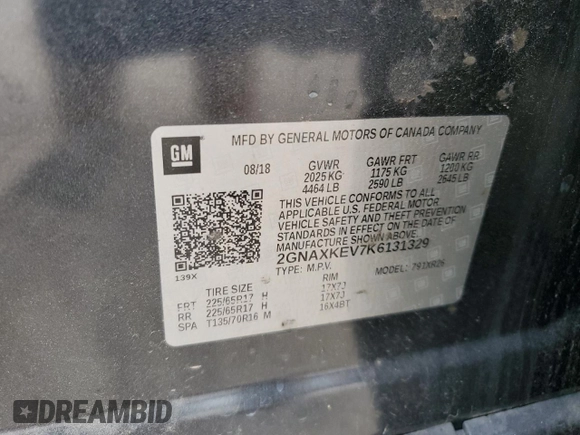 MFD BY GENERAL MOTORS OF CANADA COMPANY
GM
08/18 GVWR GAWR FRT GAWR RR
2025 KG 1175 KG 1200 KG
4464 LB 2590 LB 2645 LB
THIS VEHICLE CONFORMS TO ALL
APPLICABLE U.S. FEDERAL MOTOR
VEHICLE SAFETY AND THEFT PREVENTION
STANDARDS IN EFFECT ON THE DATE OF
MANUFACTURE SHOWN ABOVE.
2GNAXKEV7K6131329
TYPE: M.P.V. MODEL: 791XR26
139X
TIRE SIZE RIM
FRT 225/65R17 H 17X7J
RR 225/65R17 H 17X7J
SPA T135/70R16 M 16X4BT
DREAMBID